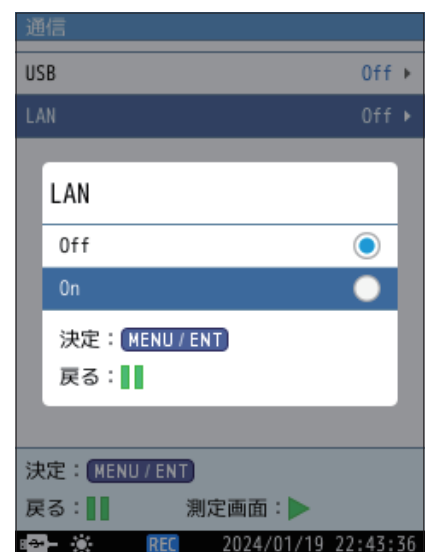 通信
USB Off
LAN Off
LAN
Off
On
決定：MENU / ENT
戻る：
決定：MENU / ENT
戻る： 測定画面：
REC 2024/01/19 22:43:36